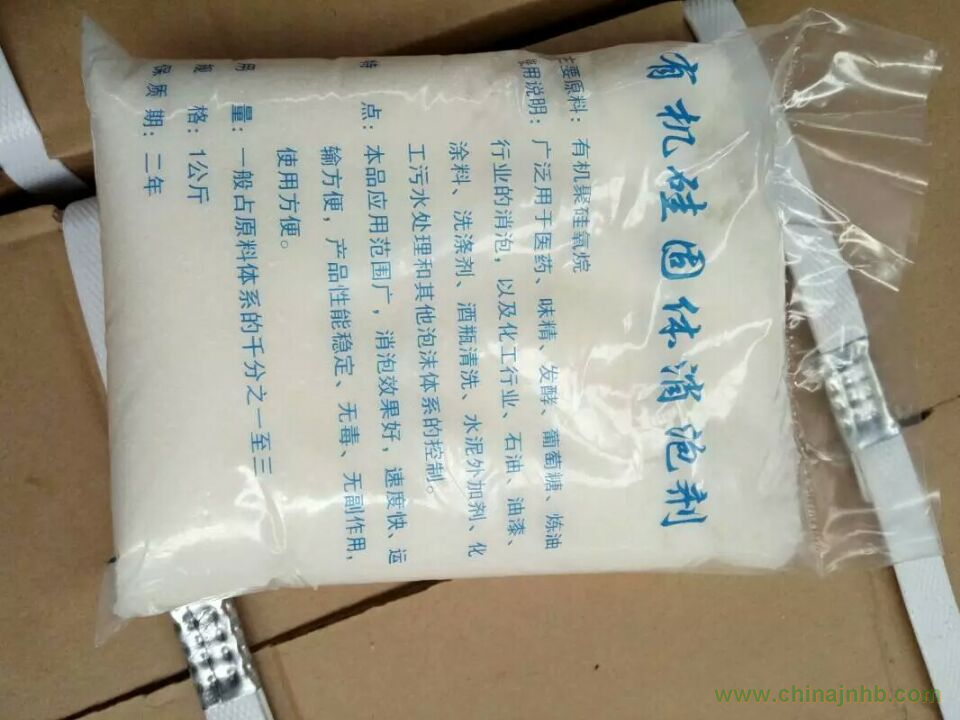 有机硅固体消泡剂
主要原料：有机聚硅氧烷
使用说明：广泛用于医药、味精、发酵、葡萄糖、炼油
行业的消泡，以及化工行业、石油、油漆、
涂料、洗涤剂、酒瓶清洗、水泥外加剂、化
工污水处理和其他泡沫体系的控制。
特点：本品应用范围广，消泡效果好，速度快、运
输方便，产品性能稳定、无毒、无副作用，
使用方便。
用量：一般占原料体系的千分之一至三
规格：1公斤
保质期：二年
www.chinajnhb.com